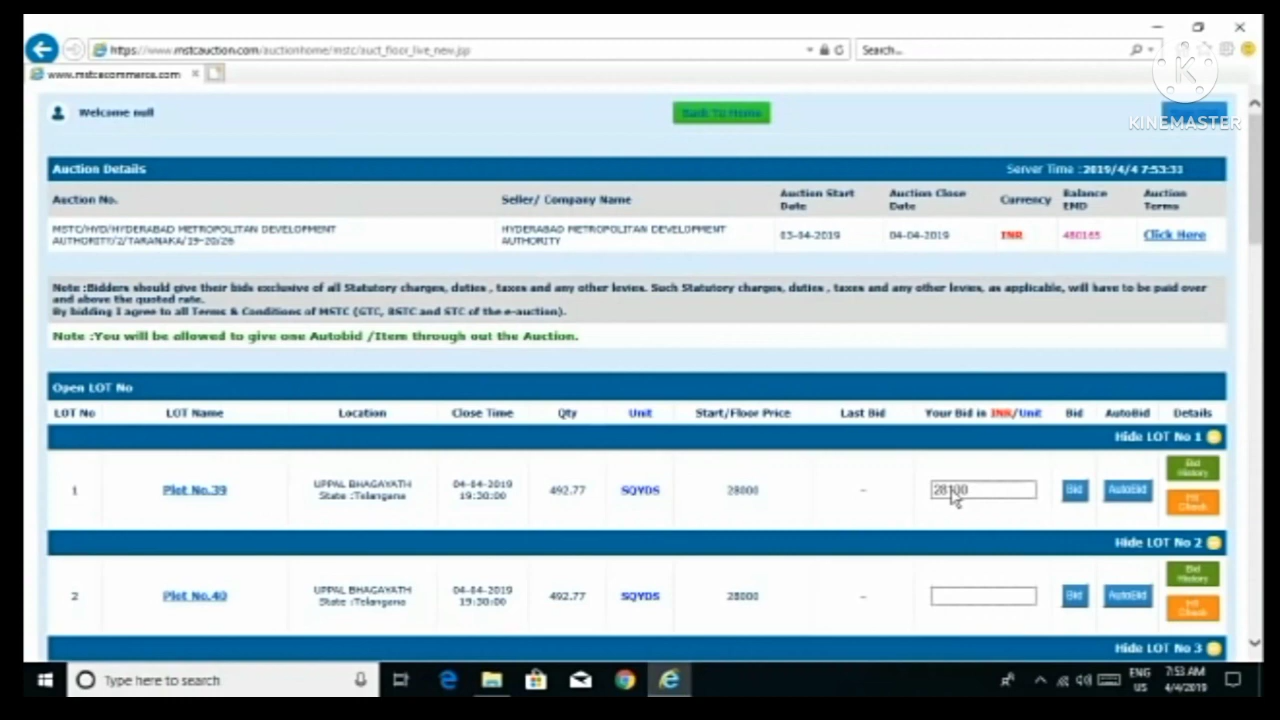 https://www.mstcauction.com/auctionhome/mstc/auct_floor_live_new.jsp
Search...
www.mstcecommerce.com
KINEMASTER
Welcome null
Back To Home
Auction Details
Server Time : 2019/4/4 7:53:33
Auction No.
Seller/ Company Name
Auction Start Date
Auction Close Date
Currency
Balance EMD
Auction Terms
MSTC/HYD/HYDERABAD METROPOLITAN DEVELOPMENT
AUTHORITY/2/TARANAKA/19-20/26
HYDERABAD METROPOLITAN DEVELOPMENT
AUTHORITY
03-04-2019
04-04-2019
INR
480165
Click Here
Note :Bidders should give their bids exclusive of all Statutory charges, duties , taxes and any other levies. Such Statutory charges, duties , taxes and any other levies, as applicable, will have to be paid over
and above the quoted rate.
By bidding I agree to all Terms & Conditions of MSTC (GTC, BSTC and STC of the e-auction).
Note :You will be allowed to give one Autobid /Item through out the Auction.
Open LOT No
LOT No LOT Name Location Close Time Qty Unit Start/Floor Price Last Bid Your Bid in INR/Unit Bid AutoBid Details
Hide LOT No 1
1 Plot No.39
UPPAL BHAGAYATH
State :Telangana
04-04-2019
19:30:00
492.77 SQYDS 28000 - 28100 Bid AutoBid
Bid
History
Hide LOT No 2
2 Plot No.40
UPPAL BHAGAYATH
State :Telangana
04-04-2019
19:30:00
492.77 SQYDS 28000 - Bid AutoBid
Bid
History
Hide LOT No 3
Type here to search
ENG
US
7:53 AM
4/4/2019